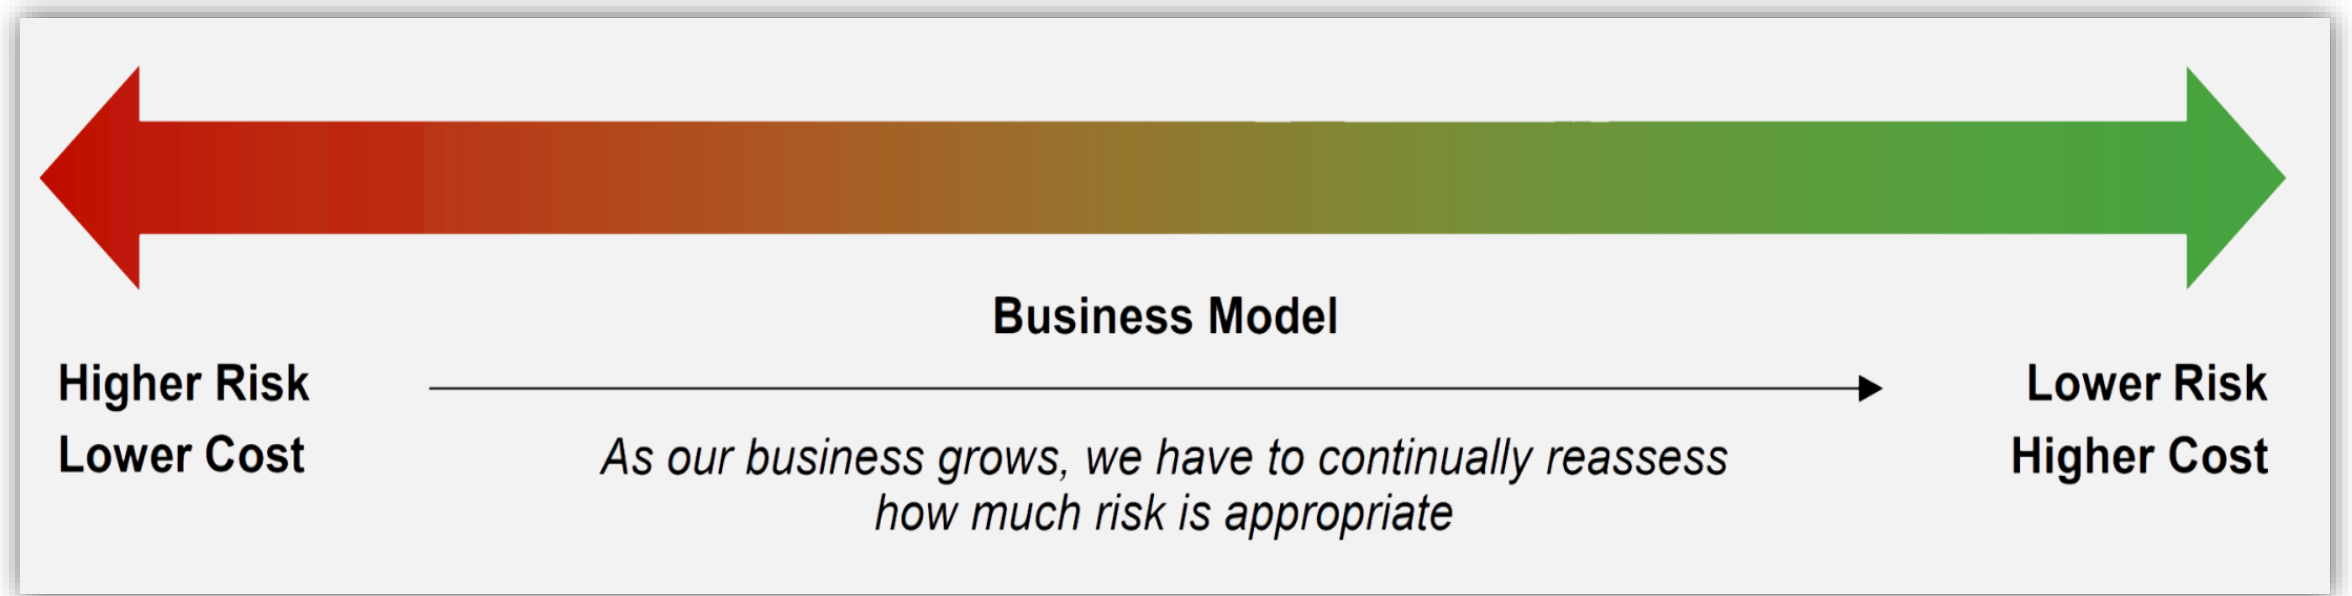 Business Model
Higher Risk
Lower Risk
Lower Cost
Higher Cost
As our business grows, we have to continually reassess
how much risk is appropriate